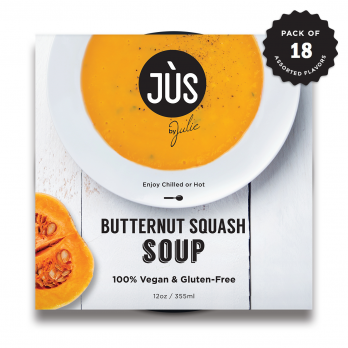 PACK OF
18
ASSORTED FLAVORS
JÙS
by Julie
Enjoy Chilled or Hot
BUTTERNUT SQUASH
SOUP
100% Vegan & Gluten-Free
12oz / 355ml